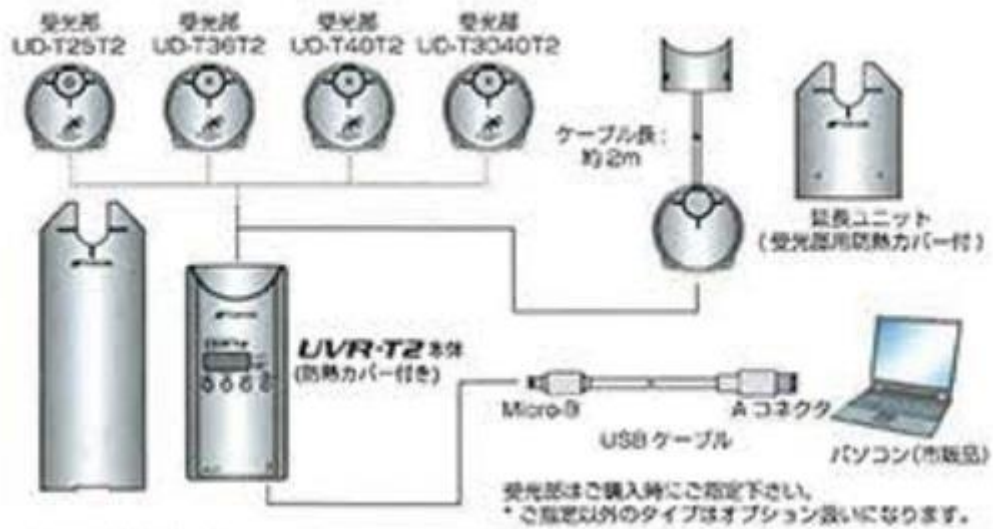 受光部
UD-T25T2
受光部
UD-T36T2
受光部
UD-T40T2
受光部
UD-T3040T2
ケーブル長：
約2m
延長ユニット
(受光部用防熱カバー付)
UVR-T2 本体
(防熱カバー付き)
Micro-B
Aコネクタ
USBケーブル
パソコン(市販品)
受光部はご購入時にご指定下さい。
* ご指定以外のタイプはオプション扱いになります。